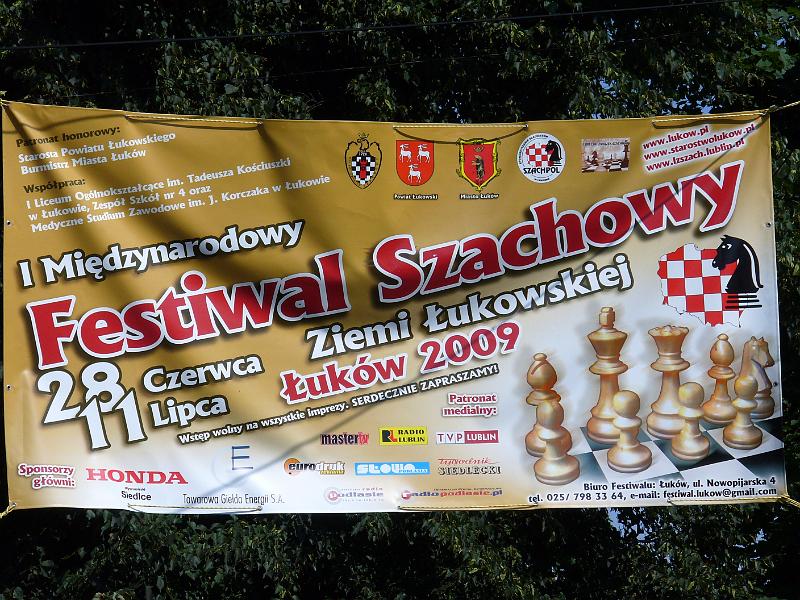 Patronat honorowy:
Starosta Powiatu Łukowskiego
Burmistrz Miasta Łuków
Współpraca:
I Liceum Ogólnokształcące im. Tadeusza Kościuszki
w Łukowie, Zespół Szkół nr 4 oraz
Medyczne Studium Zawodowe im. J. Korczaka w Łukowie
Powiat Łukowski
Miasto Łuków
SZACHPOL
www.lukow.pl
www.starostwolukow.pl
www.lzszach.lublin.pl
I Międzynarodowy
Festiwal Szachowy
Ziemi Łukowskiej
Łuków 2009
28 Czerwca
11 Lipca
Wstęp wolny na wszystkie imprezy. SERDECZNIE ZAPRASZAMY!
Patronat
medialny:
mastertv
RADIO
LUBLIN
TVP LUBLIN
eurodruk
SŁOWO
Tygodnik
SIEDLECKI
radio
Podlasie
radiopodlasie.pl
Sponsorzy
główni:
HONDA
Siedlce
Towarowa Giełda Energii S.A.
Biuro Festiwalu: Łuków, ul. Nowopijarska 4
tel. 025/ 798 33 64, e-mail: festiwal.lukow@gmail.com